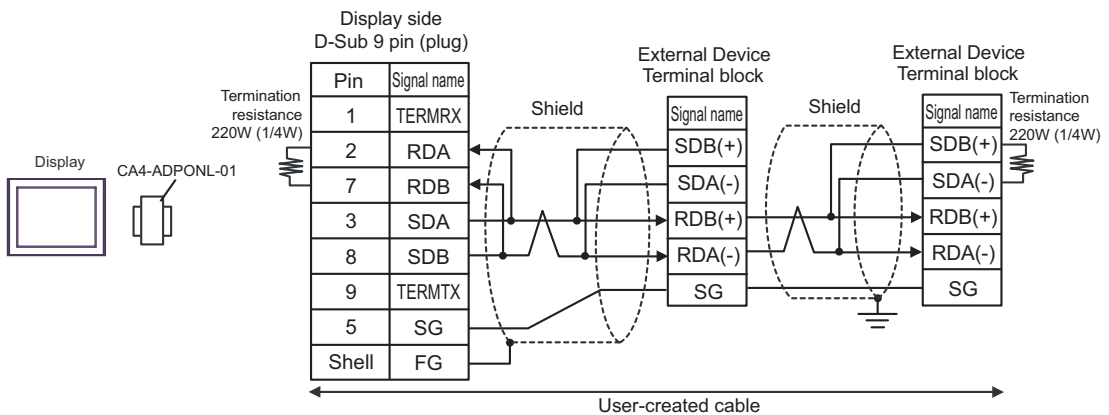 Display side
D-Sub 9 pin (plug)
Pin Signal name
1 TERMRX
2 RDA
7 RDB
3 SDA
8 SDB
9 TERMTX
5 SG
Shell FG
Termination
resistance
220W (1/4W)
Display
CA4-ADPONL-01
Shield
External Device
Terminal block
Signal name
SDB(+)
SDA(-)
RDB(+)
RDA(-)
SG
Shield
External Device
Terminal block
Signal name
SDB(+)
SDA(-)
RDB(+)
RDA(-)
SG
Termination
resistance
220W (1/4W)
User-created cable